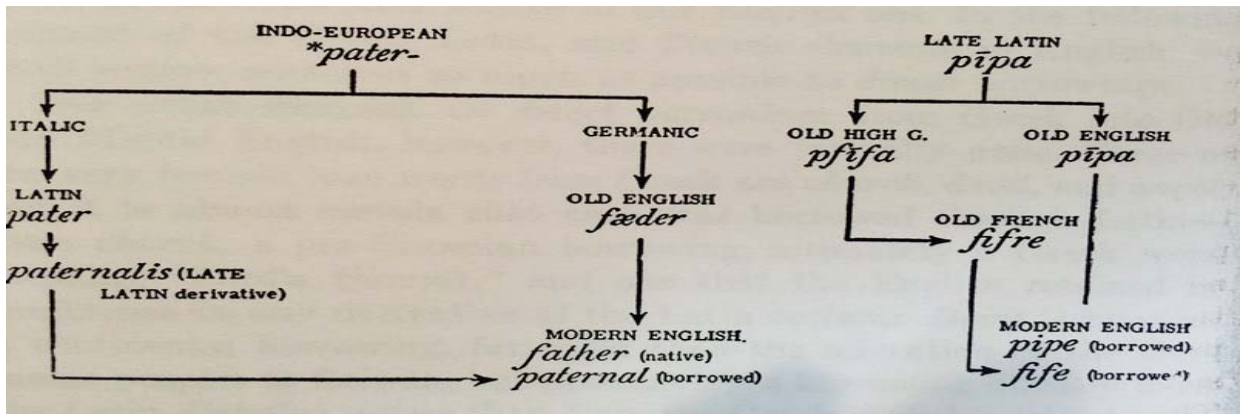 INDO-EUROPEAN
*pater-
ITALIC
GERMANIC
LATIN
pater
OLD ENGLISH
fæder
paternalis (LATE
LATIN derivative)
MODERN ENGLISH.
father (native)
paternal (borrowed)
LATE LATIN
pīpa
OLD HIGH G.
pfīfa
OLD ENGLISH
pīpa
OLD FRENCH
fifre
MODERN ENGLISH
pipe (borrowed)
fife